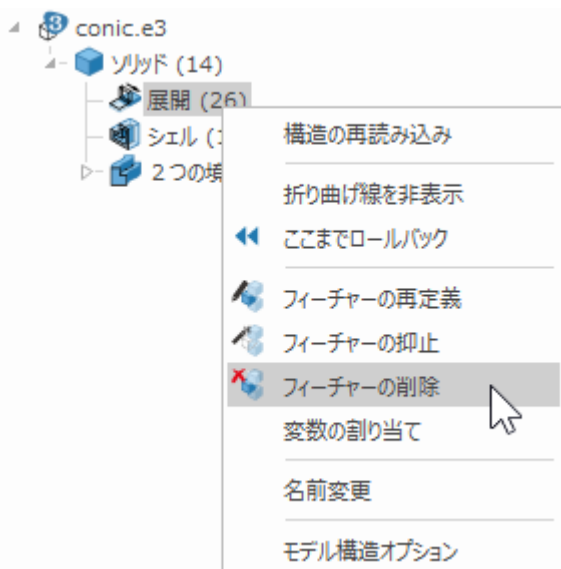 conic.e3
ソリッド (14)
展開 (26)
シェル (
２つの境
構造の再読み込み
折り曲げ線を非表示
ここまでロールバック
フィーチャーの再定義
フィーチャーの抑止
フィーチャーの削除
変数の割り当て
名前変更
モデル構造オプション